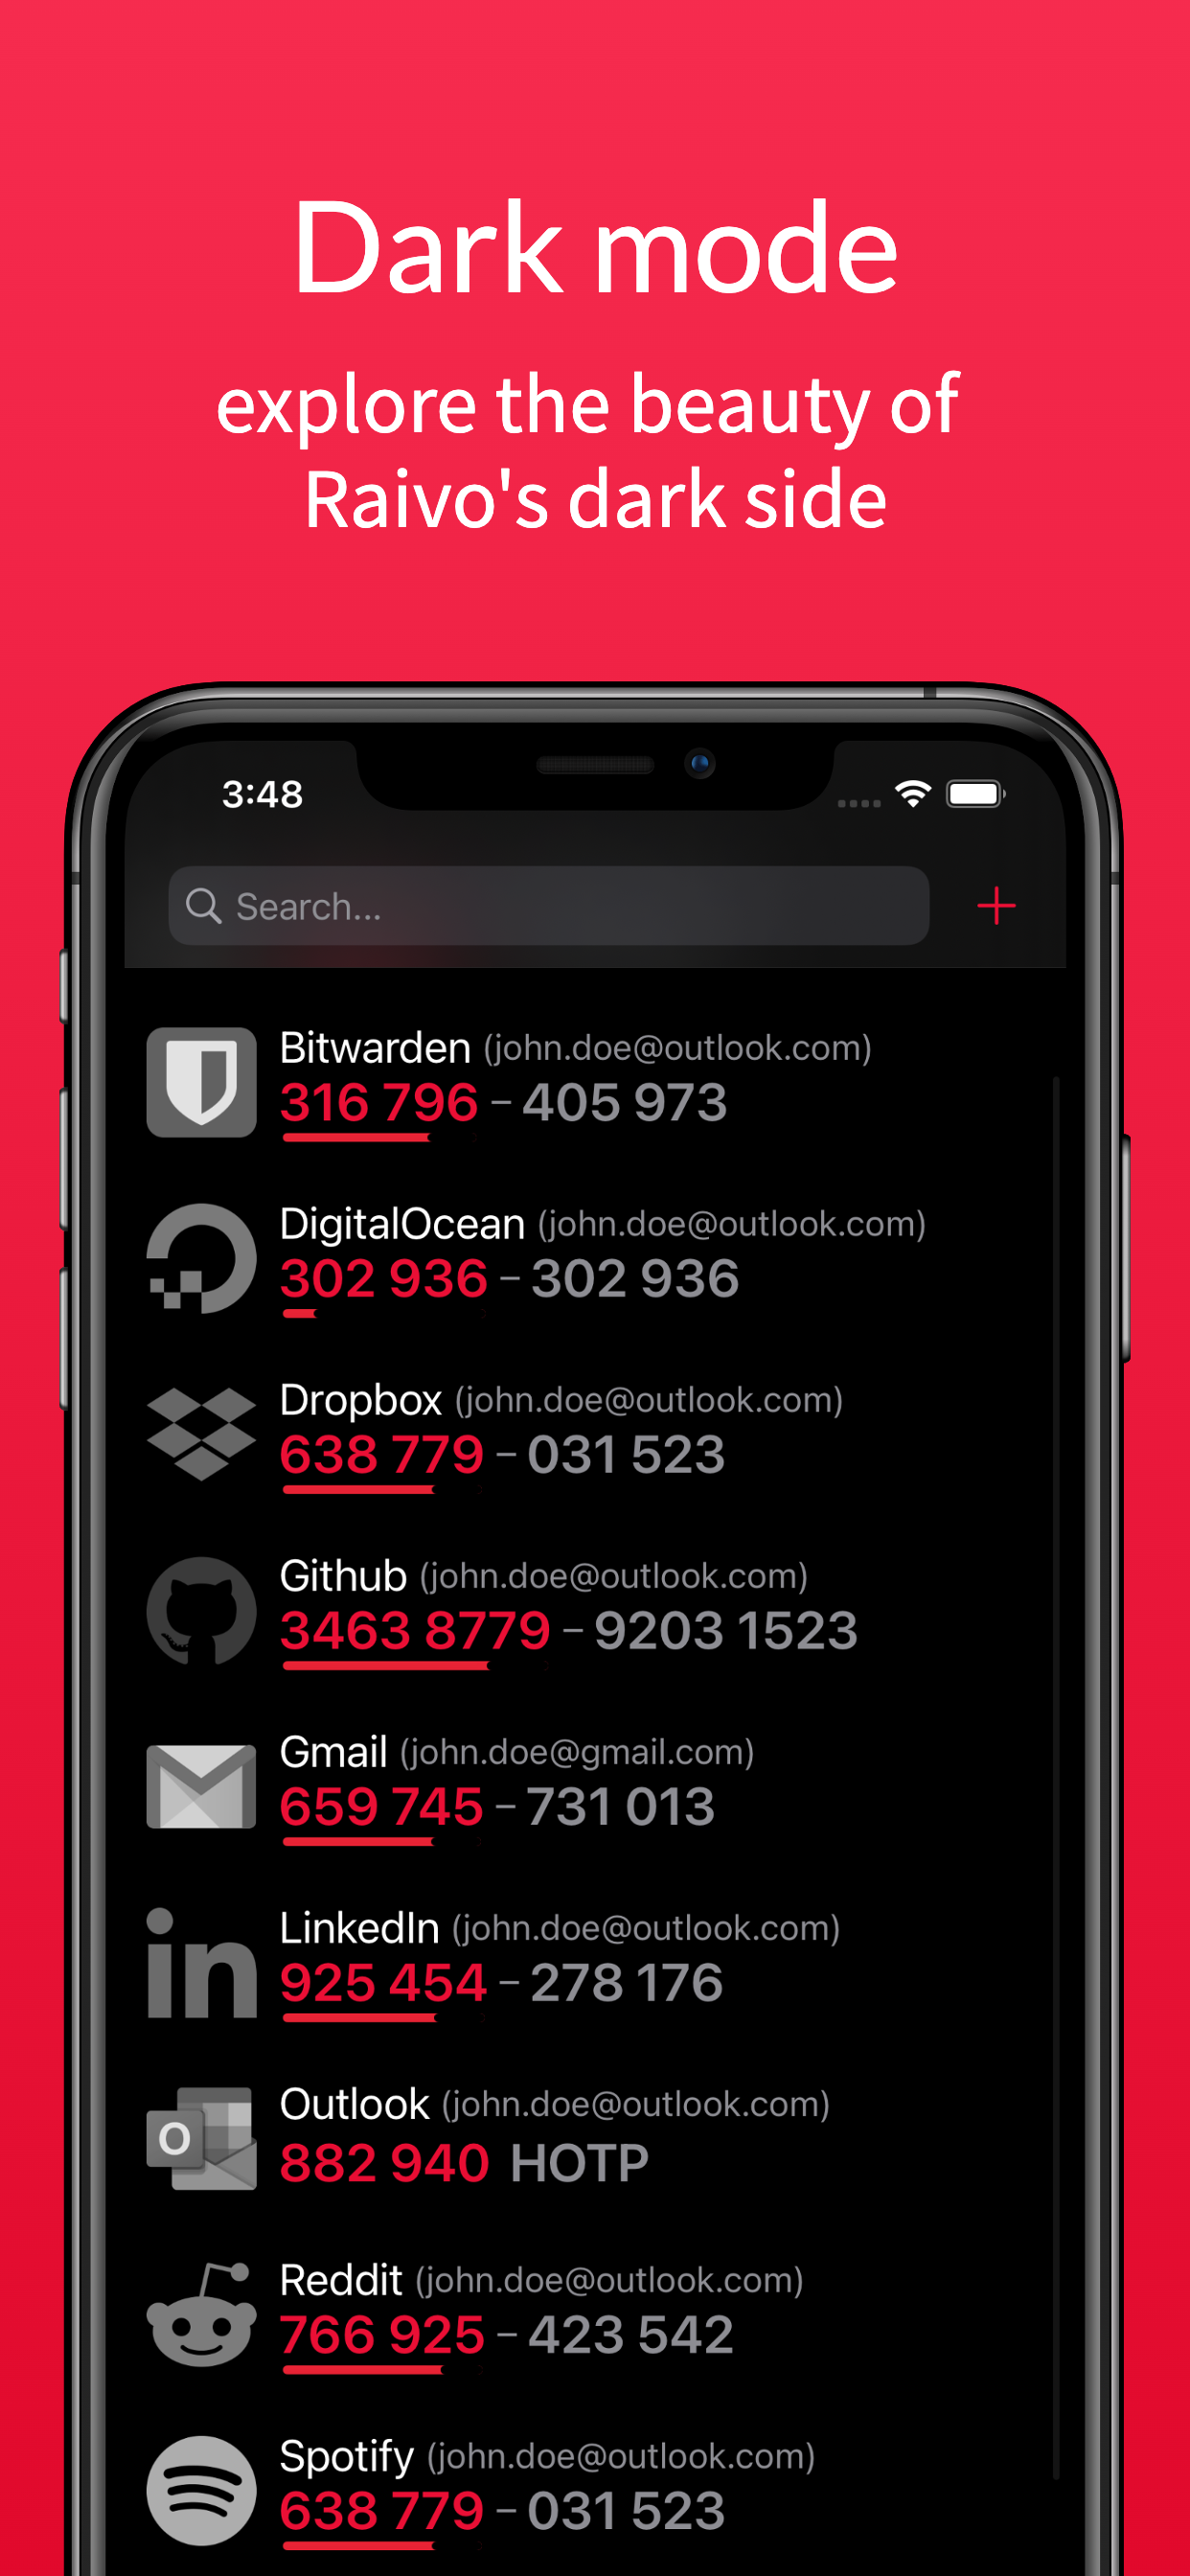 Dark mode
explore the beauty of
Raivo's dark side
3:48
Search...
Bitwarden (john.doe@outlook.com)
316 796 – 405 973
DigitalOcean (john.doe@outlook.com)
302 936 – 302 936
Dropbox (john.doe@outlook.com)
638 779 – 031 523
Github (john.doe@outlook.com)
3463 8779 – 9203 1523
Gmail (john.doe@gmail.com)
659 745 – 731 013
in
LinkedIn (john.doe@outlook.com)
925 454 – 278 176
O
Outlook (john.doe@outlook.com)
882 940 HOTP
Reddit (john.doe@outlook.com)
766 925 – 423 542
Spotify (john.doe@outlook.com)
638 779 – 031 523